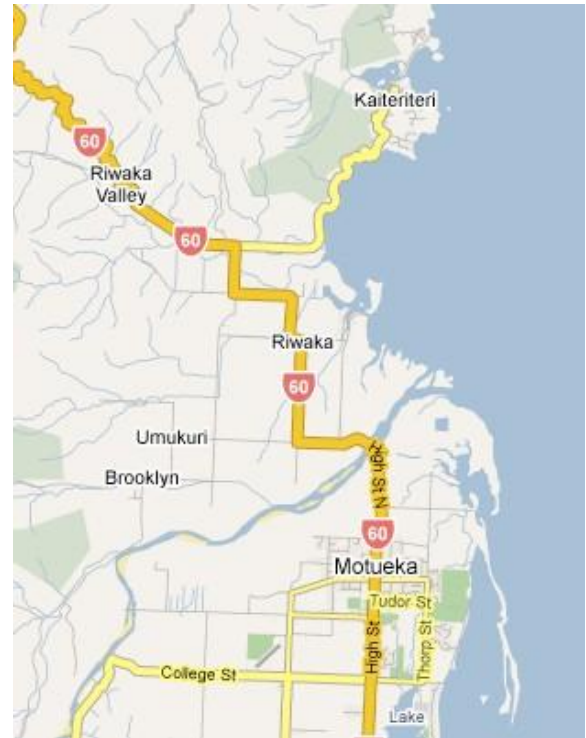 Kaiteriteri
60
Riwaka
Valley
60
Riwaka
60
Umukuri
High St N
Brooklyn
60
Motueka
Tudor St
High St
Thorp St
College St
Lake